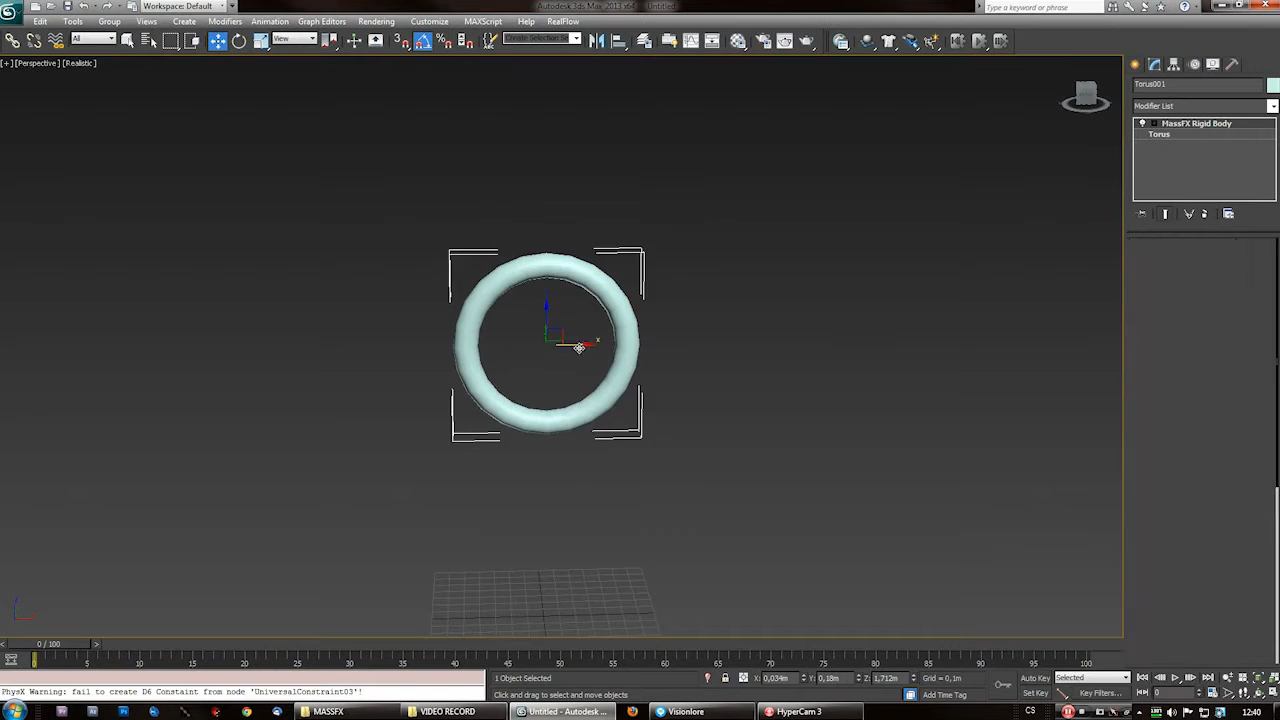 Autodesk 3ds Max 2013 x64 Untitled
Workspace: Default
Type a keyword or phrase
Edit Tools Group Views Create Modifiers Animation Graph Editors Rendering Customize MAXScript Help RealFlow
All
View
Create Selection Se
[+] [Perspective] [Realistic]
Torus001
Modifier List
MassFX Rigid Body
Torus
x
0 / 100
0 5 10 15 20 25 30 35 40 45 50 55 60 65 70 75 80 85 90 95 100
PhysX Warning: fail to create D6 Constaint from node 'UniversalConstraint03'!
1 Object Selected
X: 0,034m Y: 0,18m Z: 1,712m Grid = 0,1m
Auto Key Selected
Click and drag to select and move objects
Add Time Tag
Set Key Key Filters...
0
MASSFX
VIDEO RECORD
Untitled - Autodesk ...
Visionlore
HyperCam 3
CS
12:40